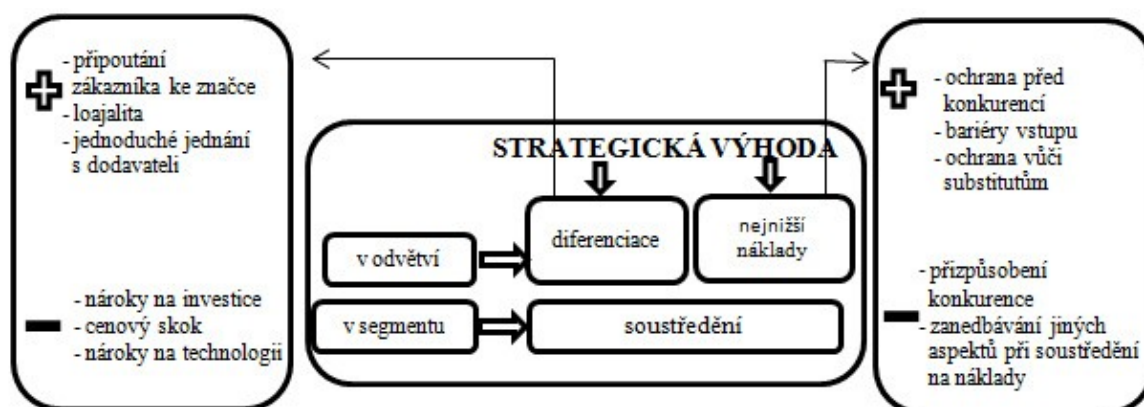 - připoutání
zákazníka ke značce
- loajalita
- jednoduché jednání
s dodavateli
- nároky na investice
- cenový skok
- nároky na technologii
STRATEGICKÁ VÝHODA
diferenciace
nejnižší
náklady
v odvětví
v segmentu
soustředění
- ochrana před
konkurencí
- bariéry vstupu
- ochrana vůči
substitutům
- přizpůsobení
konkurence
- zanedbávání jiných
aspektů při soustředění
na náklady